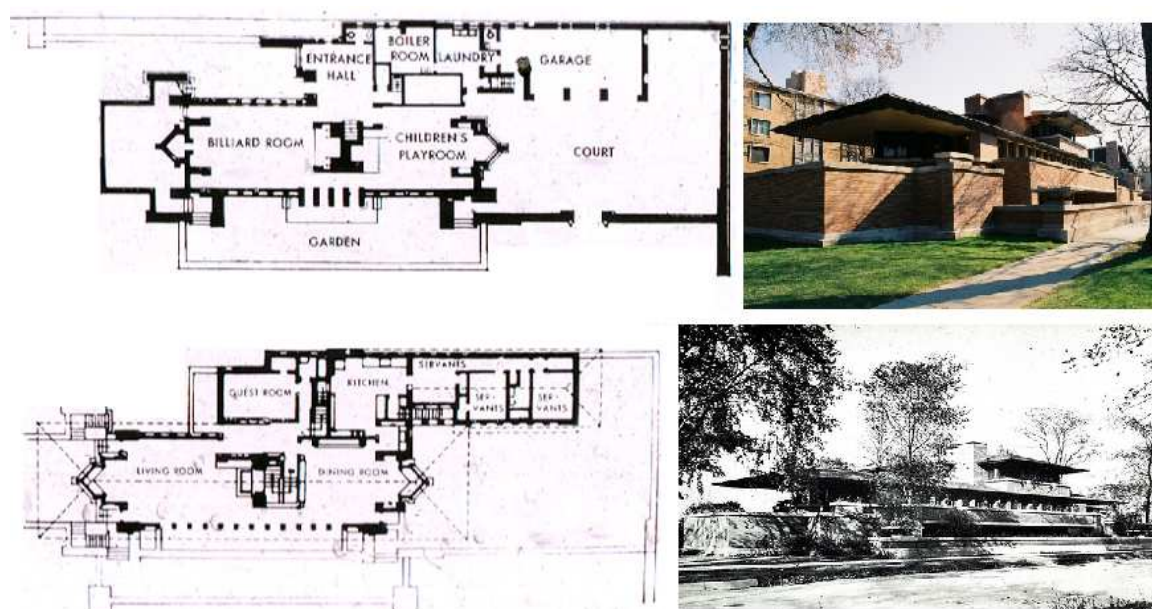 BOILER
ROOM
LAUNDRY
ENTRANCE
HALL
GARAGE
BILLIARD ROOM
CHILDREN'S
PLAYROOM
COURT
GARDEN
SERVANTS
GUEST ROOM
KITCHEN
SER-
VANTS
SER-
VANTS
LIVING ROOM
DINING ROOM